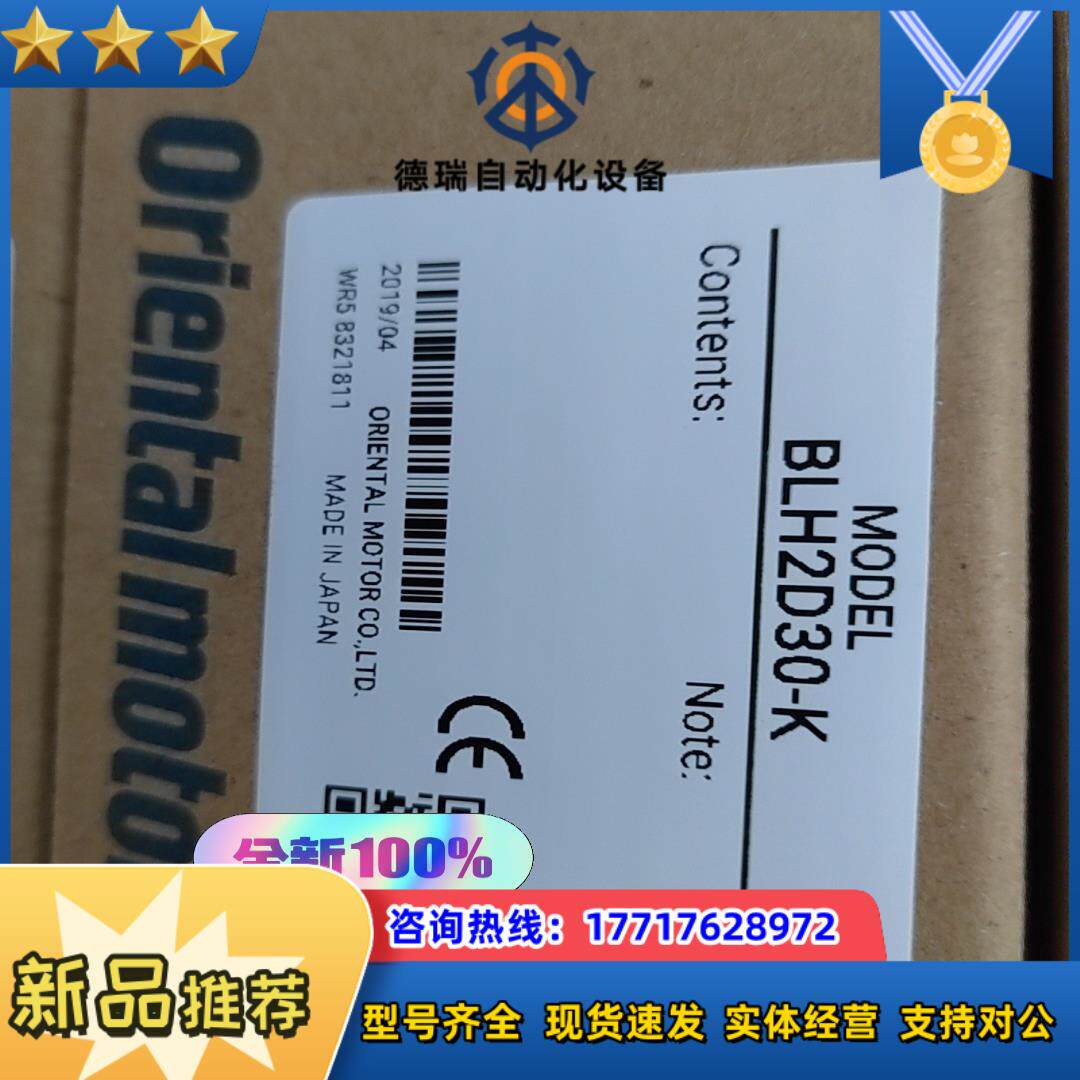 德瑞自动化设备
Oriental motor
MODEL
BLH2D30-K
Contents:
Note:
2019/04
ORIENTAL MOTOR CO.,LTD.
WR5 8321811
MADE IN JAPAN
CE
全新100%
咨询热线：17717628972
新品推荐
型号齐全 现货速发 实体经营 支持对公